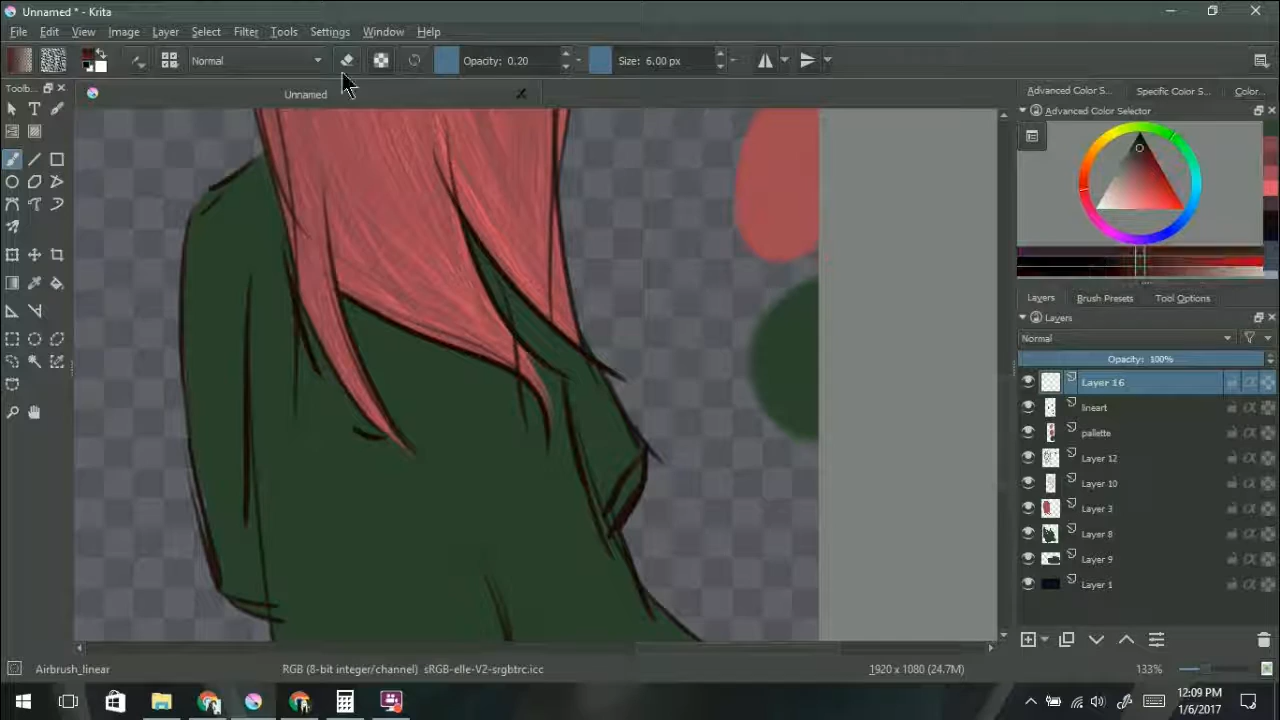 Unnamed * - Krita
File Edit View Image Layer Select Filter Tools Settings Window Help
Normal Opacity: 0.20 Size: 6.00 px
Toolb... Unnamed Advanced Color S... Specific Color S... Color...
Advanced Color Selector
Layers Brush Presets Tool Options
Layers
Normal
Opacity: 100%
Layer 16
lineart
pallette
Layer 12
Layer 10
Layer 3
Layer 8
Layer 9
Layer 1
Airbrush_linear RGB (8-bit integer/channel) sRGB-elle-V2-srgbtrc.icc 1920 x 1080 (24.7M) 133%
12:09 PM
1/6/2017